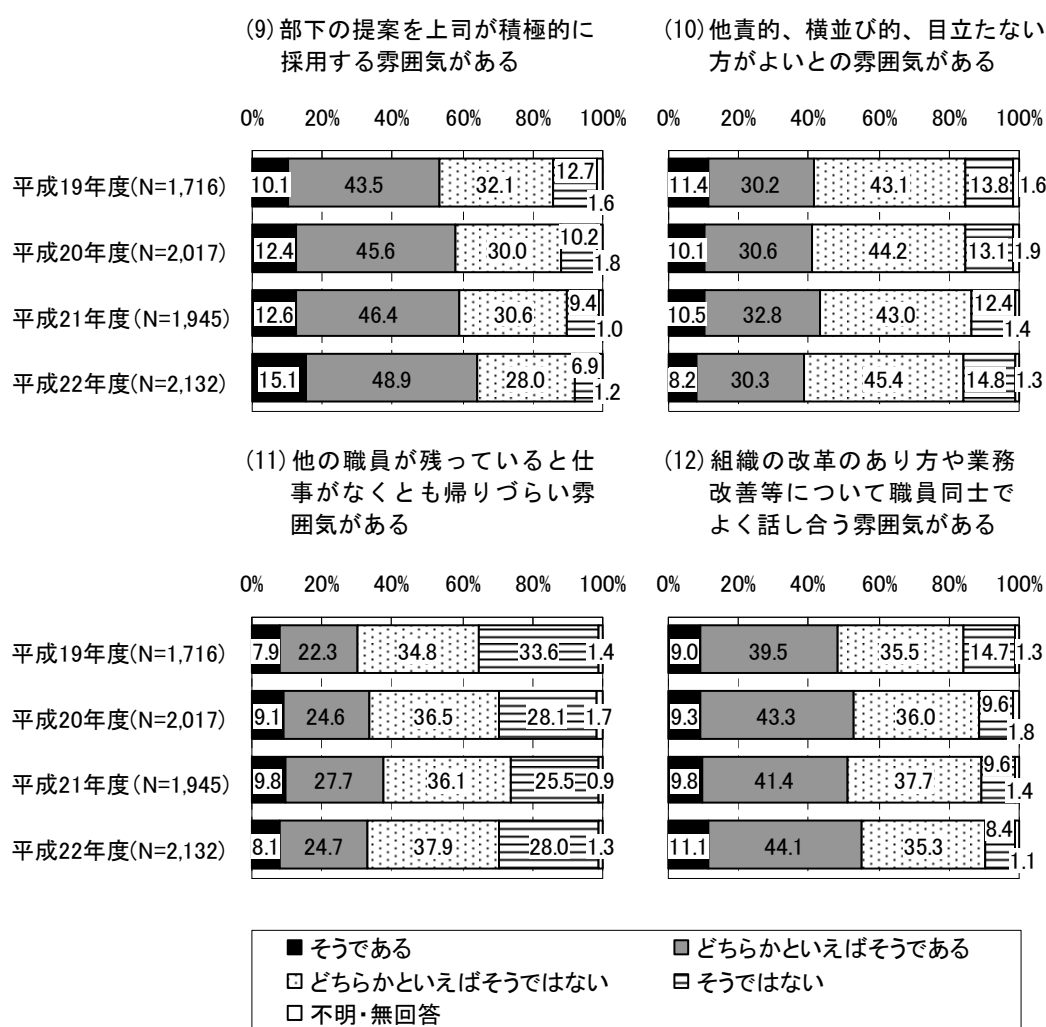 (9) 部下の提案を上司が積極的に
採用する雰囲気がある
0% 20% 40% 60% 80% 100%
平成19年度(N=1,716) 10.1 43.5 32.1 12.7 1.6
平成20年度(N=2,017) 12.4 45.6 30.0 10.2 1.8
平成21年度(N=1,945) 12.6 46.4 30.6 9.4 1.0
平成22年度(N=2,132) 15.1 48.9 28.0 6.9 1.2
(10) 他責的、横並び的、目立たない
方がよいとの雰囲気がある
0% 20% 40% 60% 80% 100%
11.4 30.2 43.1 13.8 1.6
10.1 30.6 44.2 13.1 1.9
10.5 32.8 43.0 12.4 1.4
8.2 30.3 45.4 14.8 1.3
(11) 他の職員が残っていると仕
事がなくとも帰りづらい雰
囲気がある
0% 20% 40% 60% 80% 100%
平成19年度(N=1,716) 7.9 22.3 34.8 33.6 1.4
平成20年度(N=2,017) 9.1 24.6 36.5 28.1 1.7
平成21年度(N=1,945) 9.8 27.7 36.1 25.5 0.9
平成22年度(N=2,132) 8.1 24.7 37.9 28.0 1.3
(12) 組織の改革のあり方や業務
改善等について職員同士で
よく話し合う雰囲気がある
0% 20% 40% 60% 80% 100%
9.0 39.5 35.5 14.7 1.3
9.3 43.3 36.0 9.6 1.8
9.8 41.4 37.7 9.6 1.4
11.1 44.1 35.3 8.4 1.1
そうである どちらかといえばそうである
どちらかといえばそうではない そうではない
不明・無回答